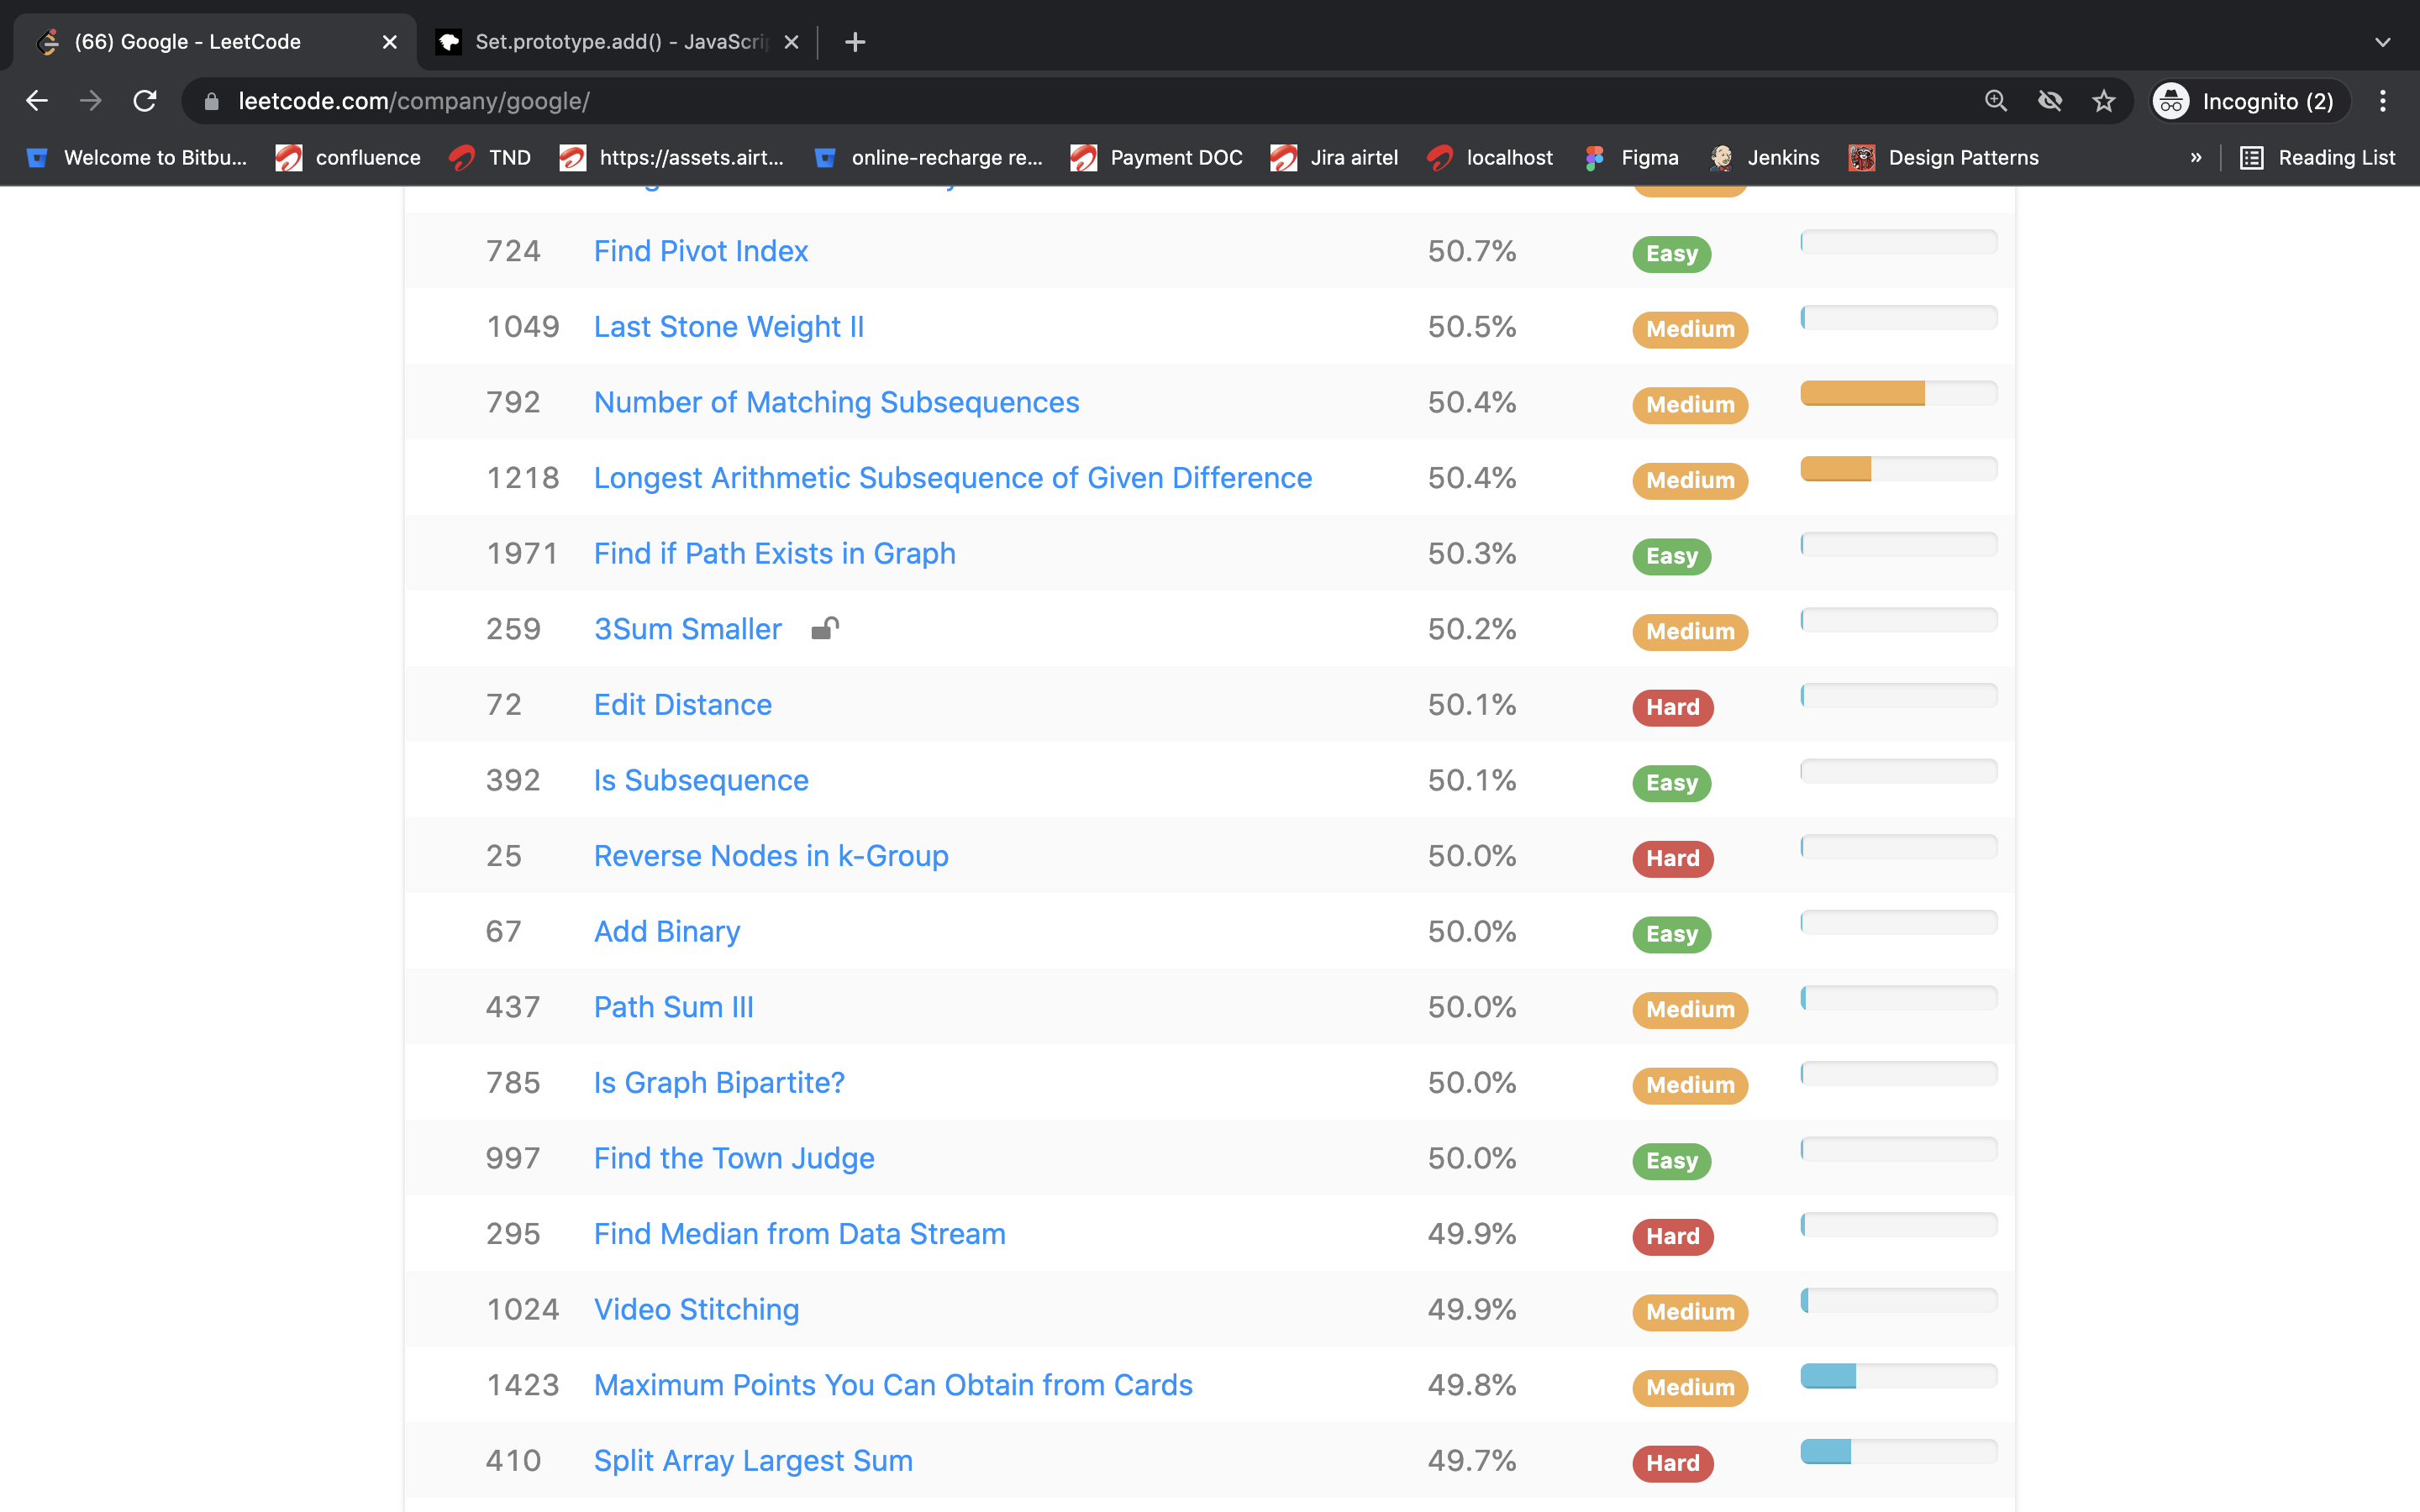 (66) Google - LeetCode
Set.prototype.add() - JavaScri
leetcode.com/company/google/
Incognito (2)
Welcome to Bitbu... confluence TND https://assets.airt... online-recharge re... Payment DOC Jira airtel localhost Figma Jenkins Design Patterns » Reading List
724 Find Pivot Index 50.7% Easy
1049 Last Stone Weight II 50.5% Medium
792 Number of Matching Subsequences 50.4% Medium
1218 Longest Arithmetic Subsequence of Given Difference 50.4% Medium
1971 Find if Path Exists in Graph 50.3% Easy
259 3Sum Smaller 50.2% Medium
72 Edit Distance 50.1% Hard
392 Is Subsequence 50.1% Easy
25 Reverse Nodes in k-Group 50.0% Hard
67 Add Binary 50.0% Easy
437 Path Sum III 50.0% Medium
785 Is Graph Bipartite? 50.0% Medium
997 Find the Town Judge 50.0% Easy
295 Find Median from Data Stream 49.9% Hard
1024 Video Stitching 49.9% Medium
1423 Maximum Points You Can Obtain from Cards 49.8% Medium
410 Split Array Largest Sum 49.7% Hard